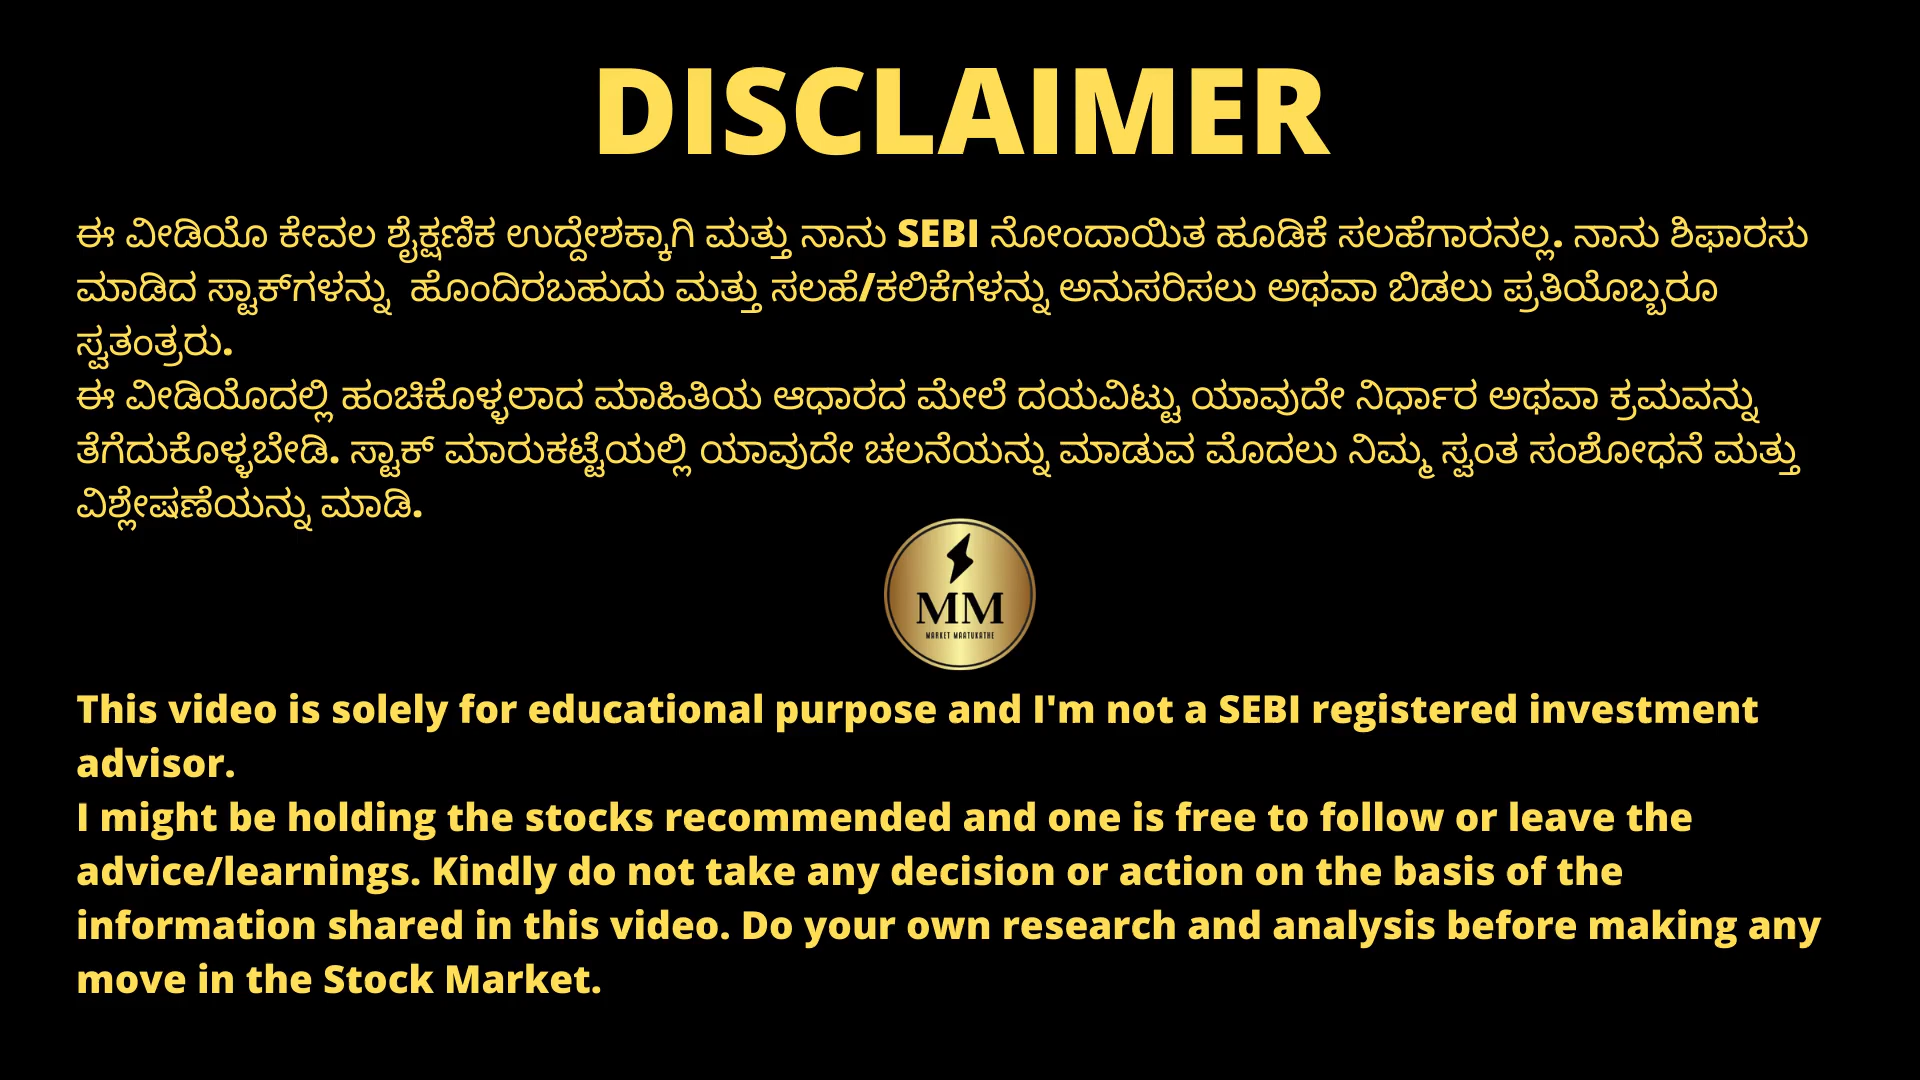 DISCLAIMER
ಈ ವೀಡಿಯೊ ಕೇವಲ ಶೈಕ್ಷಣಿಕ ಉದ್ದೇಶಕ್ಕಾಗಿ ಮತ್ತು ನಾನು SEBI ನೋಂದಾಯಿತ ಹೂಡಿಕೆ ಸಲಹೆಗಾರನಲ್ಲ. ನಾನು ಶಿಫಾರಸು
ಮಾಡಿದ ಸ್ಟಾಕ್‌ಗಳನ್ನು ಹೊಂದಿರಬಹುದು ಮತ್ತು ಸಲಹೆ/ಕಲಿಕೆಗಳನ್ನು ಅನುಸರಿಸಲು ಅಥವಾ ಬಿಡಲು ಪ್ರತಿಯೊಬ್ಬರೂ
ಸ್ವತಂತ್ರರು.
ಈ ವೀಡಿಯೊದಲ್ಲಿ ಹಂಚಿಕೊಳ್ಳಲಾದ ಮಾಹಿತಿಯ ಆಧಾರದ ಮೇಲೆ ದಯವಿಟ್ಟು ಯಾವುದೇ ನಿರ್ಧಾರ ಅಥವಾ ಕ್ರಮವನ್ನು
ತೆಗೆದುಕೊಳ್ಳಬೇಡಿ. ಸ್ಟಾಕ್ ಮಾರುಕಟ್ಟೆಯಲ್ಲಿ ಯಾವುದೇ ಚಲನೆಯನ್ನು ಮಾಡುವ ಮೊದಲು ನಿಮ್ಮ ಸ್ವಂತ ಸಂಶೋಧನೆ ಮತ್ತು
ವಿಶ್ಲೇಷಣೆಯನ್ನು ಮಾಡಿ.
MM
MARKET MAATUKATHE
This video is solely for educational purpose and I'm not a SEBI registered investment
advisor.
I might be holding the stocks recommended and one is free to follow or leave the
advice/learnings. Kindly do not take any decision or action on the basis of the
information shared in this video. Do your own research and analysis before making any
move in the Stock Market.